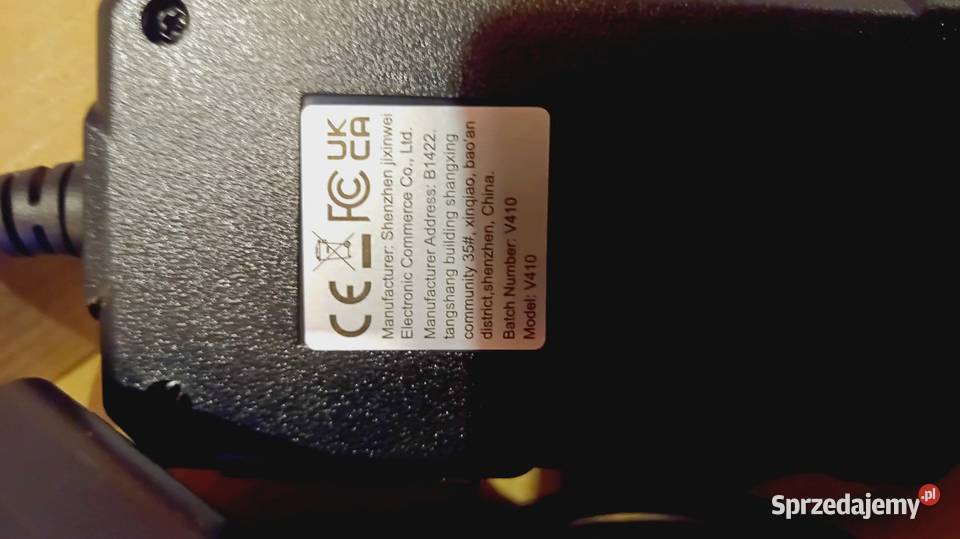 CE FC UK CA
Manufacturer: Shenzhen jixinwei
Electronic Commerce Co., Ltd.
Manufacturer Address: B1422.
tangshang building shangxing
community 35#, xinqiao, bao'an
district,shenzhen, China.
Batch Number: V410
Model: V410
Sprzedajemy.pl